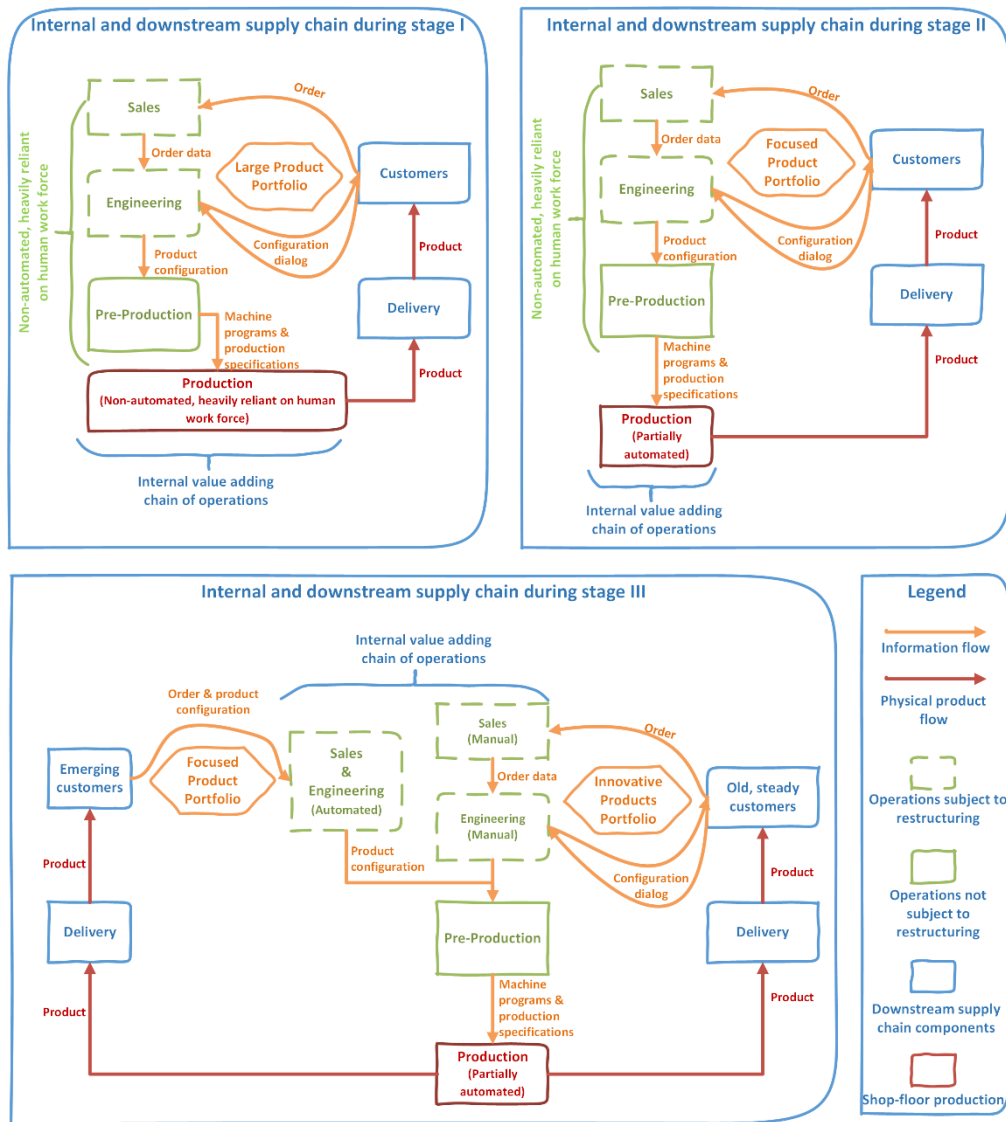 Internal and downstream supply chain during stage I
Non-automated, heavily reliant
on human work force
Sales
Order
Order data
Large Product
Portfolio
Customers
Engineering
Configuration
dialog
Product
configuration
Product
Pre-Production
Delivery
Machine
programs &
production
specifications
Product
Production
(Non-automated, heavily reliant on human
work force)
Internal value adding
chain of operations
Internal and downstream supply chain during stage II
Non-automated, heavily reliant
on human work force
Sales
Order
Order data
Focused
Product
Portfolio
Customers
Engineering
Configuration
dialog
Product
configuration
Product
Pre-Production
Delivery
Machine
programs &
production
specifications
Product
Production
(Partially
automated)
Internal value adding
chain of operations
Internal and downstream supply chain during stage III
Internal value adding
chain of operations
Order & product
configuration
Emerging
customers
Focused
Product
Portfolio
Sales
&
Engineering
(Automated)
Sales
(Manual)
Order
Order data
Innovative
Products
Portfolio
Old, steady
customers
Engineering
(Manual)
Product
configuration
Configuration
dialog
Product
Product
Delivery
Pre-Production
Delivery
Machine
programs &
production
specifications
Product
Product
Production
(Partially
automated)
Legend
Information flow
Physical product
flow
Operations subject to
restructuring
Operations not
subject to
restructuring
Downstream supply
chain components
Shop-floor production